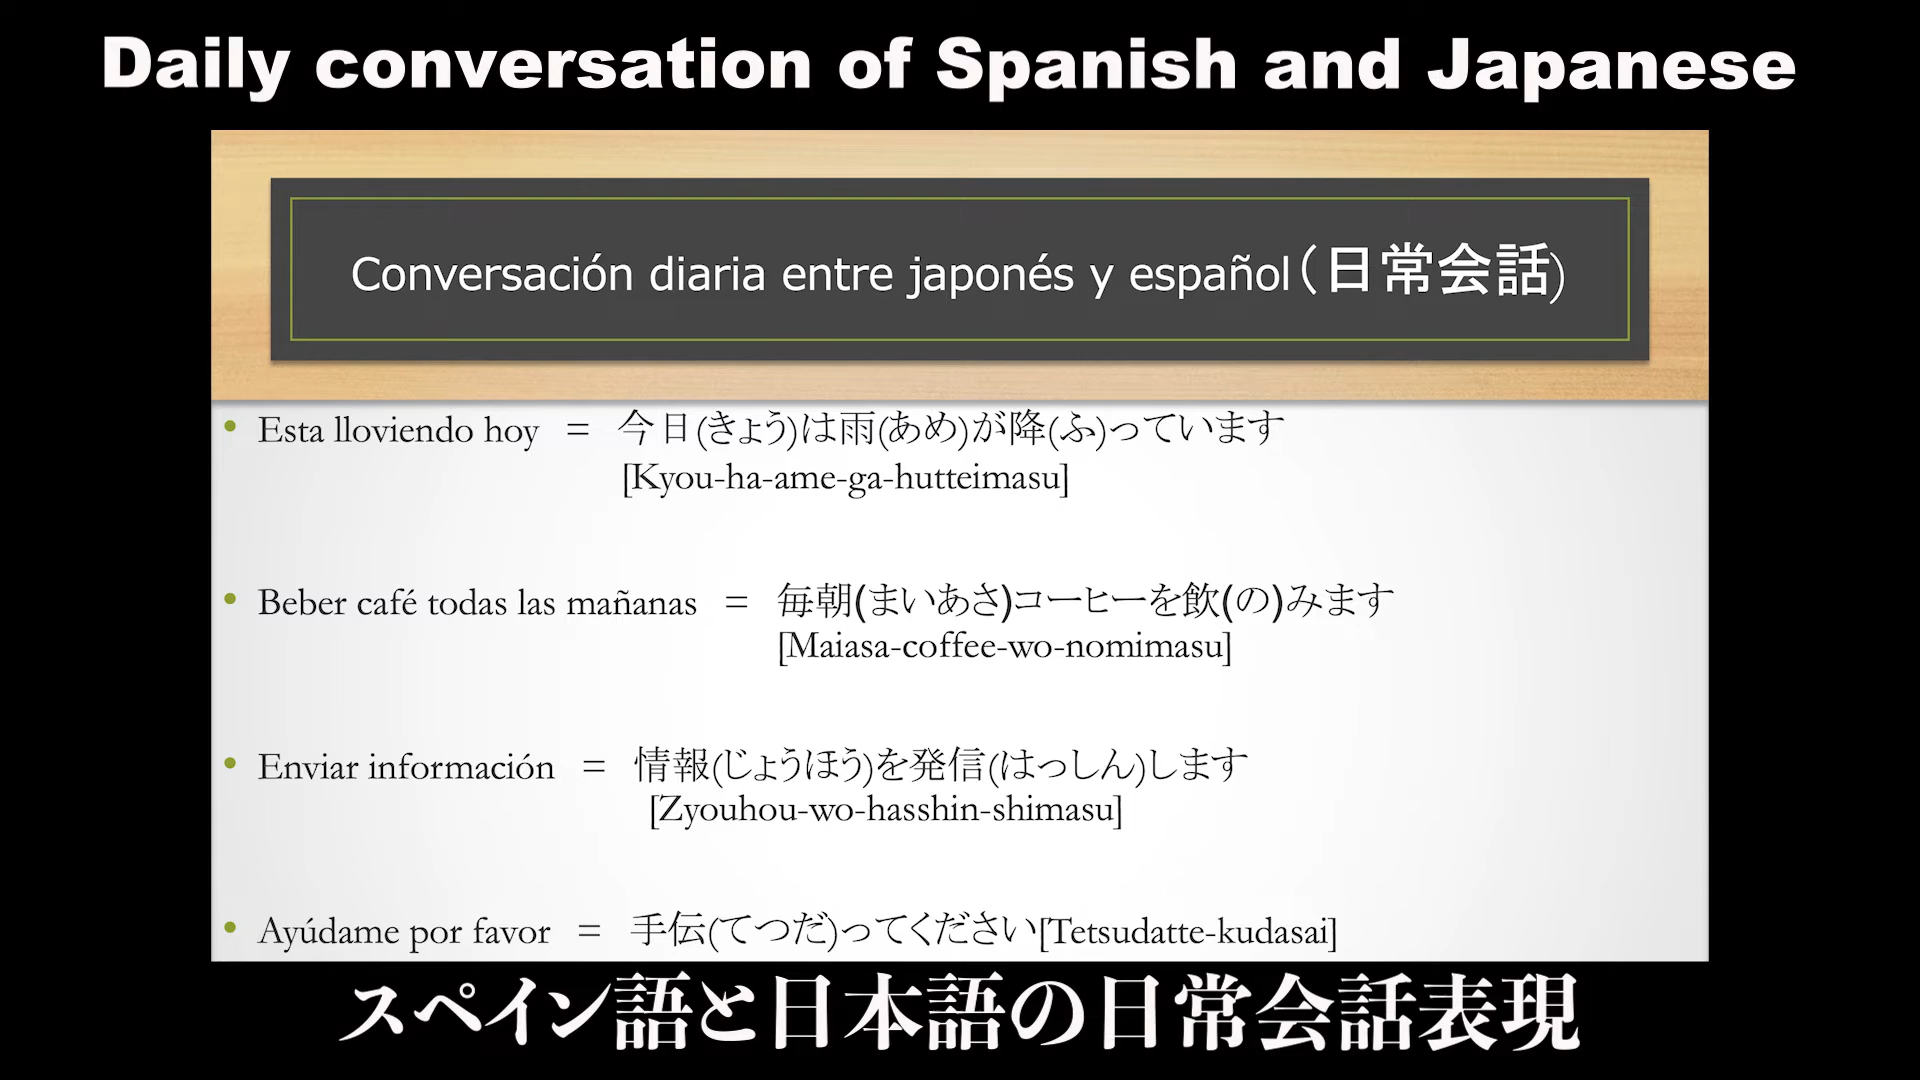 Daily conversation of Spanish and Japanese
Conversación diaria entre japonés y español（日常会話)
• Esta lloviendo hoy = 今日(きょう)は雨(あめ)が降(ふ)っています
[Kyou-ha-ame-ga-hutteimasu]
• Beber café todas las mañanas = 毎朝(まいあさ)コーヒーを飲(の)みます
[Maiasa-coffee-wo-nomimasu]
• Enviar información = 情報(じょうほう)を発信(はっしん)します
[Zyouhou-wo-hasshin-shimasu]
• Ayúdame por favor = 手伝(てつだ)ってください[Tetsudatte-kudasai]
スペイン語と日本語の日常会話表現